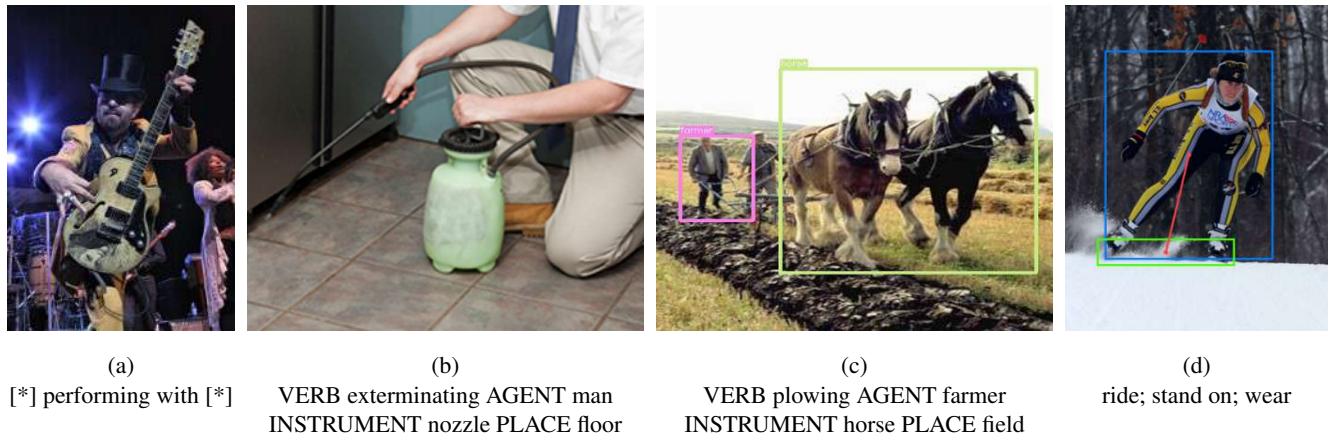 horse
farmer
(a)
[*] performing with [*]
(b)
VERB exterminating AGENT man
INSTRUMENT nozzle PLACE floor
(c)
VERB plowing AGENT farmer
INSTRUMENT horse PLACE field
(d)
ride; stand on; wear